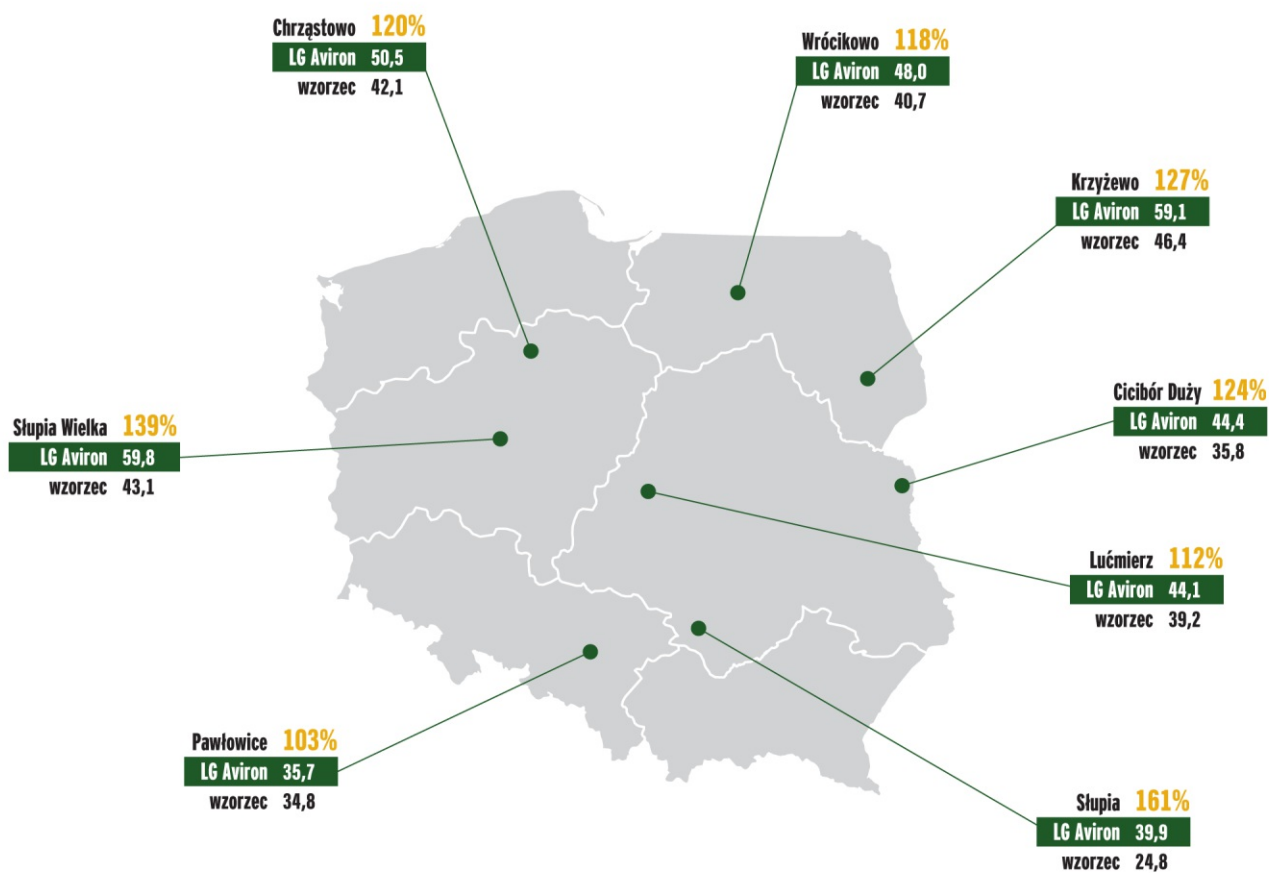 Chrząstowo 120%
LG Aviron 50,5
wzorzec 42,1
Wrócikowo 118%
LG Aviron 48,0
wzorzec 40,7
Krzyżewo 127%
LG Aviron 59,1
wzorzec 46,4
Cicibór Duży 124%
LG Aviron 44,4
wzorzec 35,8
Słupia Wielka 139%
LG Aviron 59,8
wzorzec 43,1
Lućmierz 112%
LG Aviron 44,1
wzorzec 39,2
Pawłowice 103%
LG Aviron 35,7
wzorzec 34,8
Słupia 161%
LG Aviron 39,9
wzorzec 24,8